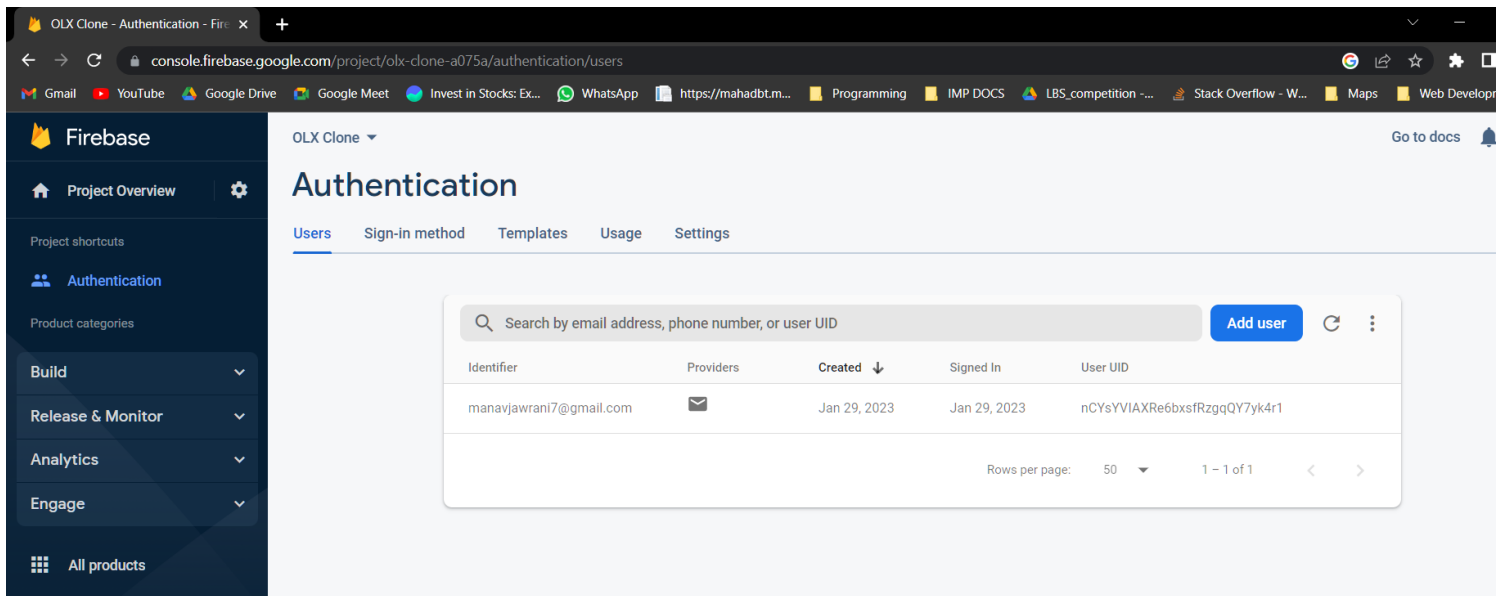 OLX Clone - Authentication - Fire
console.firebase.google.com/project/olx-clone-a075a/authentication/users
Gmail YouTube Google Drive Google Meet Invest in Stocks: Ex... WhatsApp https://mahadbt.m... Programming IMP DOCS LBS_competition -... Stack Overflow - W... Maps Web Developm
Firebase
OLX Clone
Go to docs
Project Overview
Authentication
Users Sign-in method Templates Usage Settings
Project shortcuts
Authentication
Product categories
Build
Release & Monitor
Analytics
Engage
All products
Search by email address, phone number, or user UID
Add user
Identifier Providers Created Signed In User UID
manavjawrani7@gmail.com Jan 29, 2023 Jan 29, 2023 nCYsYVIAXRe6bxsfRzgqQY7yk4r1
Rows per page: 50 1 – 1 of 1